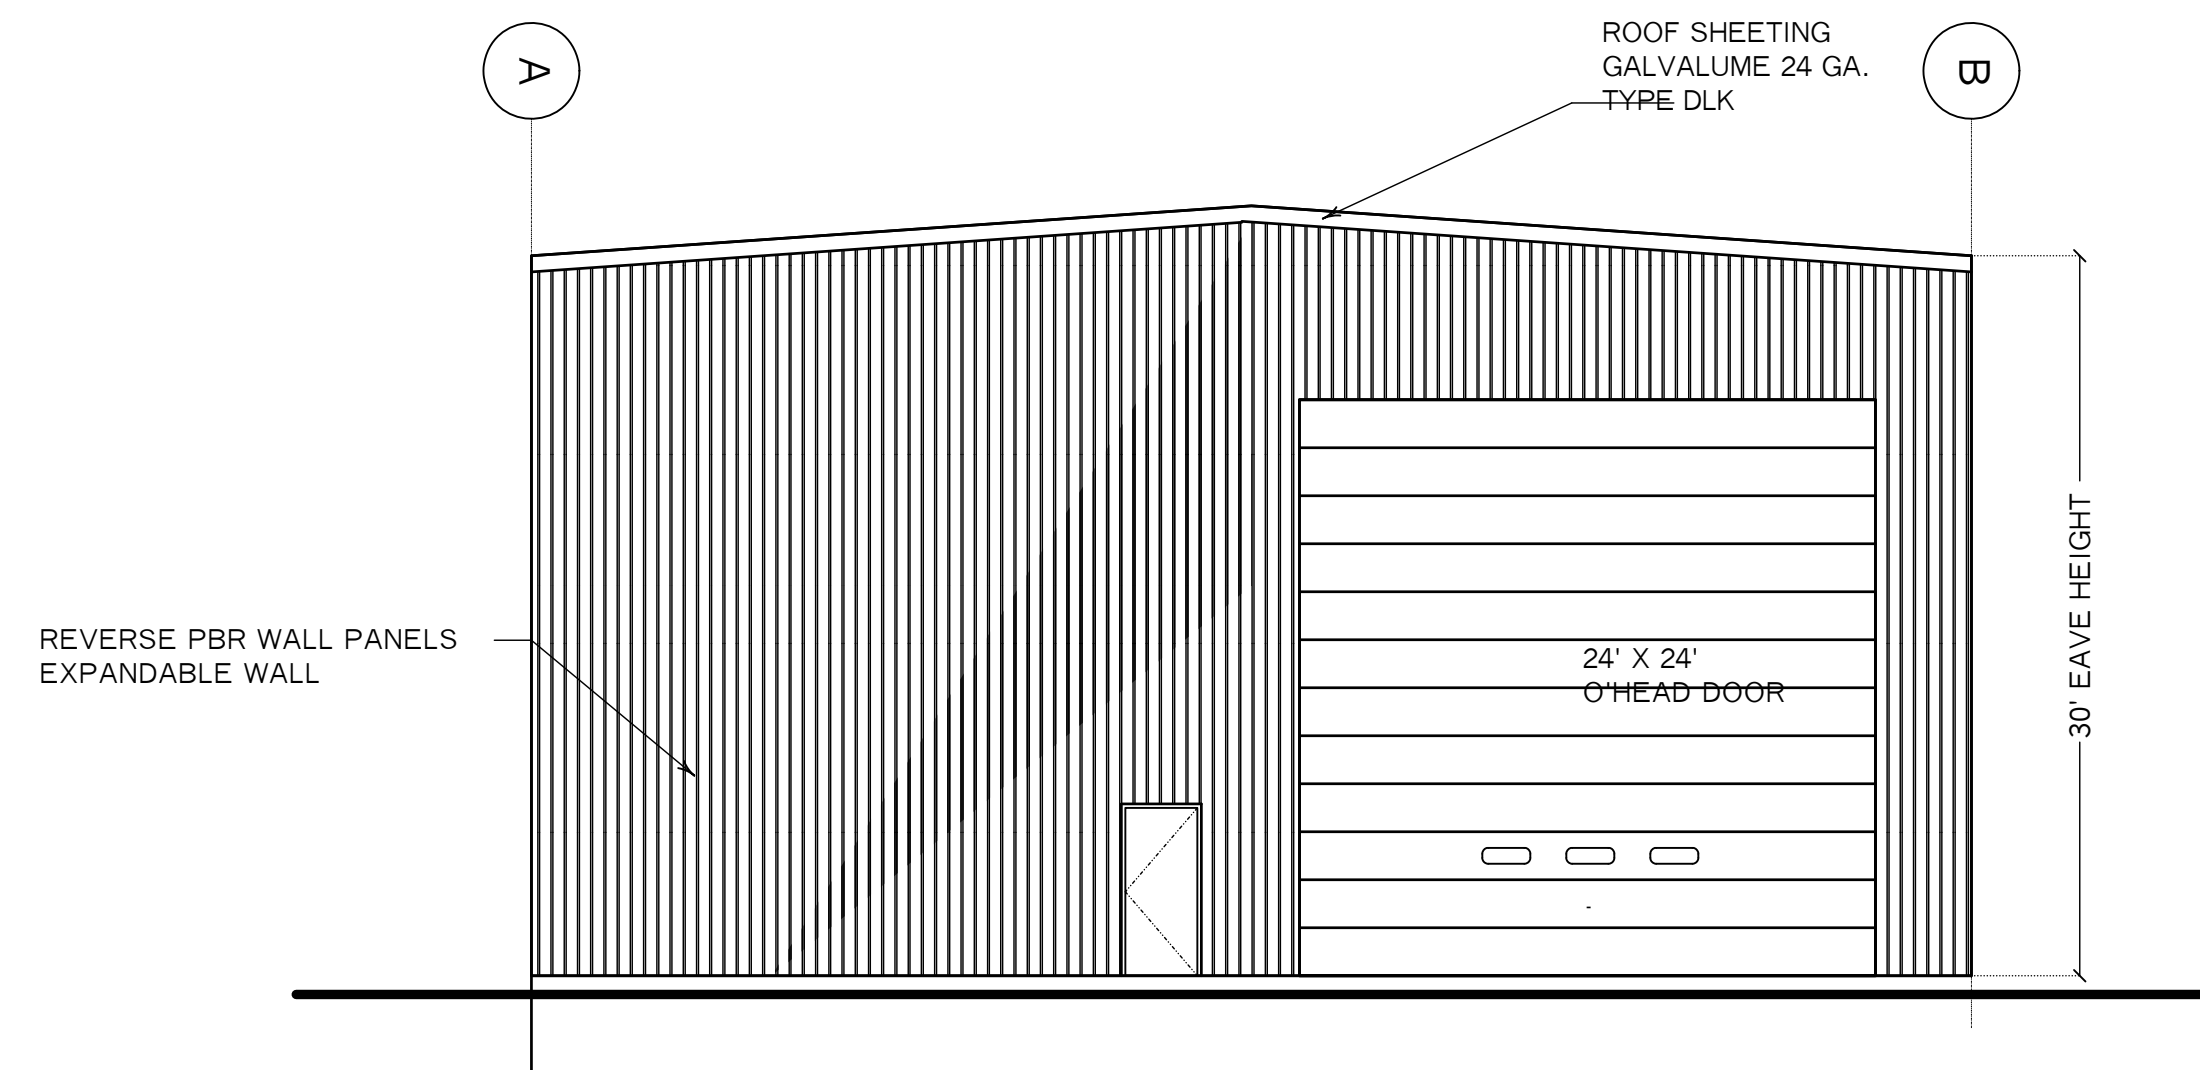 A
ROOF SHEETING
GALVALUME 24 GA.
TYPE DLK
B
REVERSE PBR WALL PANELS
EXPANDABLE WALL
24' X 24'
O'HEAD DOOR
30' EAVE HEIGHT